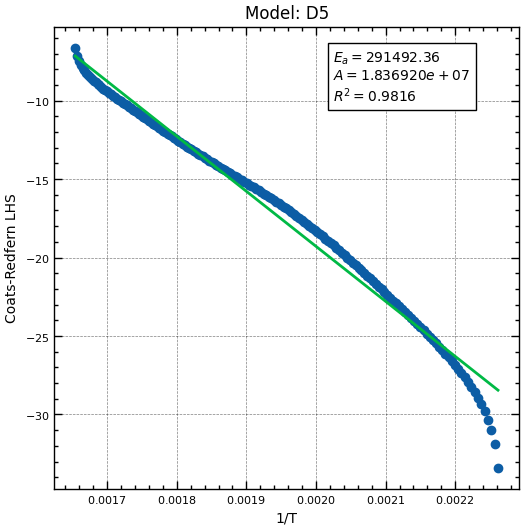 Model: D5
E_a = 291492.36
A = 1.836920e + 07
R^2 = 0.9816
Coats-Redfern LHS
−10
−15
−20
−25
−30
0.0017 0.0018 0.0019 0.0020 0.0021 0.0022
1/T